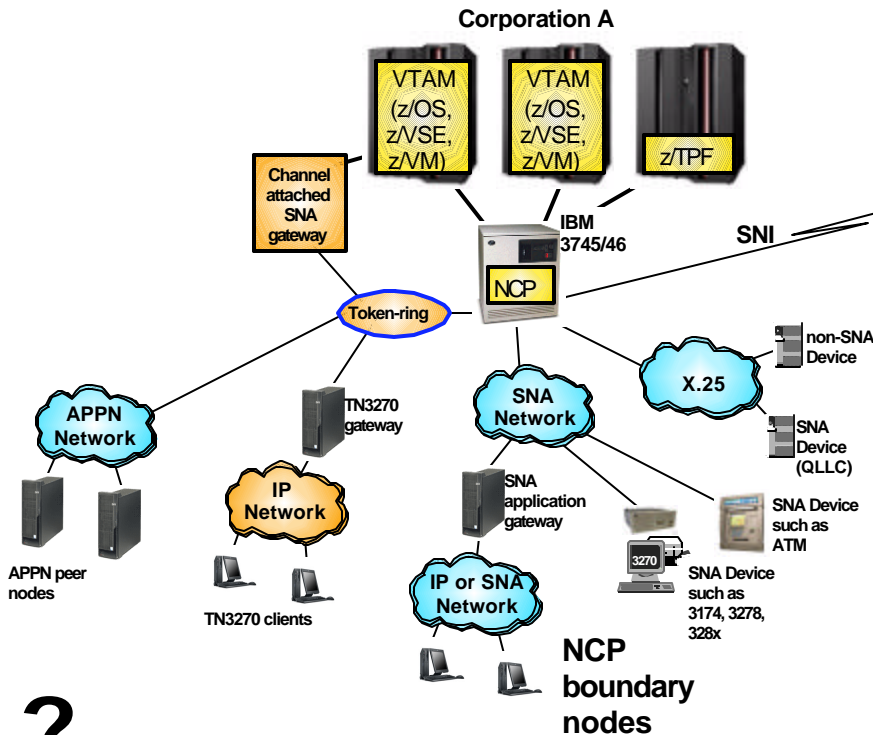 Corporation A
VTAM
(z/OS,
z/VSE,
z/VM)
VTAM
(z/OS,
z/VSE,
z/VM)
z/TPF
Channel
attached
SNA
gateway
IBM
3745/46
NCP
SNI
Token-ring
non-SNA
Device
X.25
SNA
Device
(QLLC)
APPN
Network
TN3270
gateway
SNA
Network
IP
Network
SNA
application
gateway
SNA Device
such as
ATM
3270
APPN peer
nodes
TN3270 clients
IP or SNA
Network
SNA Device
such as
3174, 3278,
328x
NCP
boundary
nodes
?